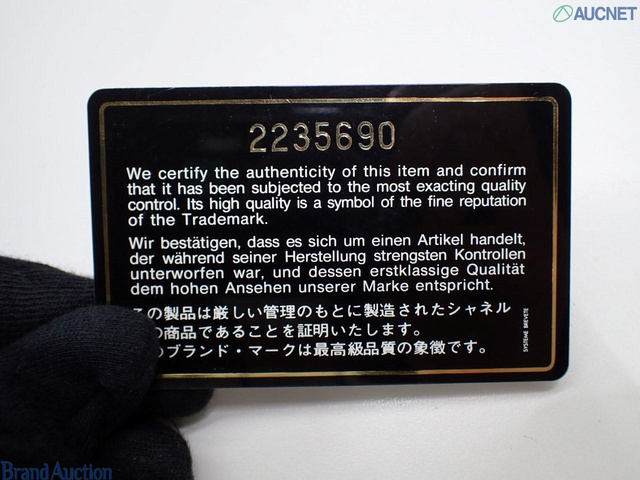 AUCNET
2235690
We certify the authenticity of this item and confirm
that it has been subjected to the most exacting quality
control. Its high quality is a symbol of the fine reputation
of the Trademark.
Wir bestätigen, dass es sich um einen Artikel handelt,
der während seiner Herstellung strengsten Kontrollen
unterworfen war, und dessen erstklassige Qualität
dem hohen Ansehen unserer Marke entspricht.
この製品は厳しい管理のもとに製造されたシャネル
の商品であることを証明いたします。
のブランド・マークは最高級品質の象徴です。
Brand Auction